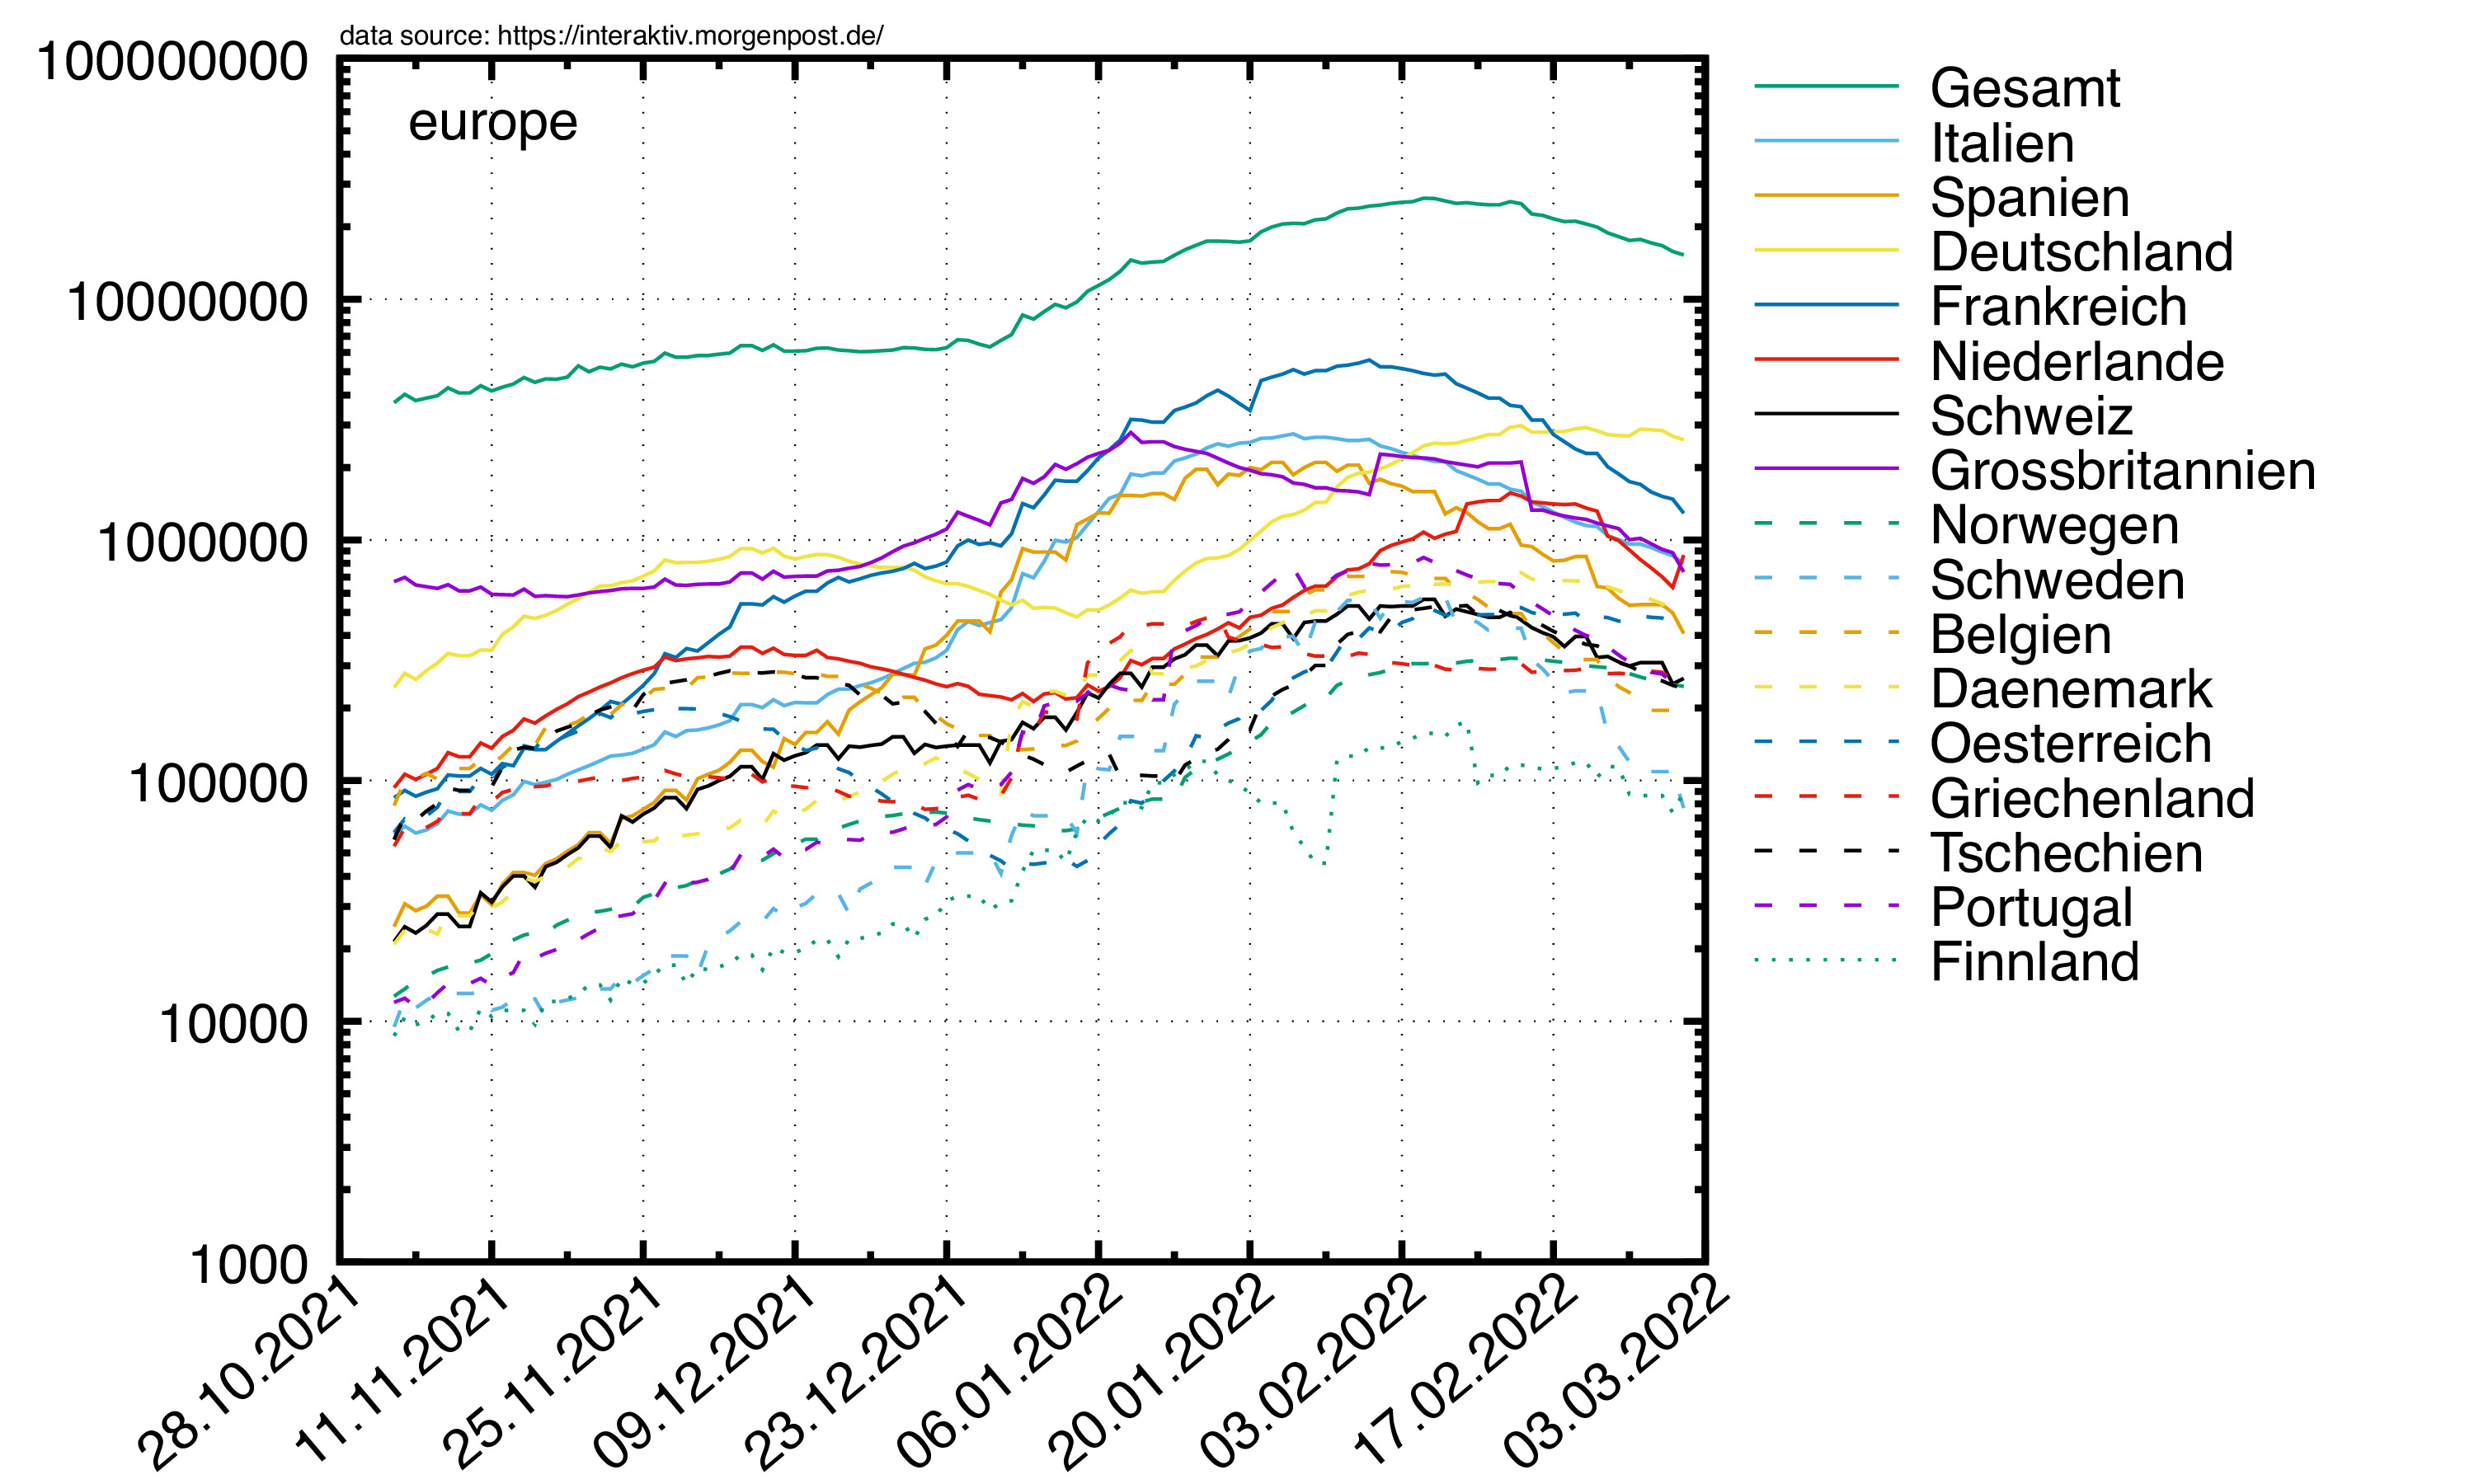 data source: https://interaktiv.morgenpost.de/
europe
100000000
10000000
1000000
100000
10000
1000
28.10.2021
11.11.2021
25.11.2021
09.12.2021
23.12.2021
06.01.2022
20.01.2022
03.02.2022
17.02.2022
03.03.2022
Gesamt
Italien
Spanien
Deutschland
Frankreich
Niederlande
Schweiz
Grossbritannien
Norwegen
Schweden
Belgien
Daenemark
Oesterreich
Griechenland
Tschechien
Portugal
Finnland